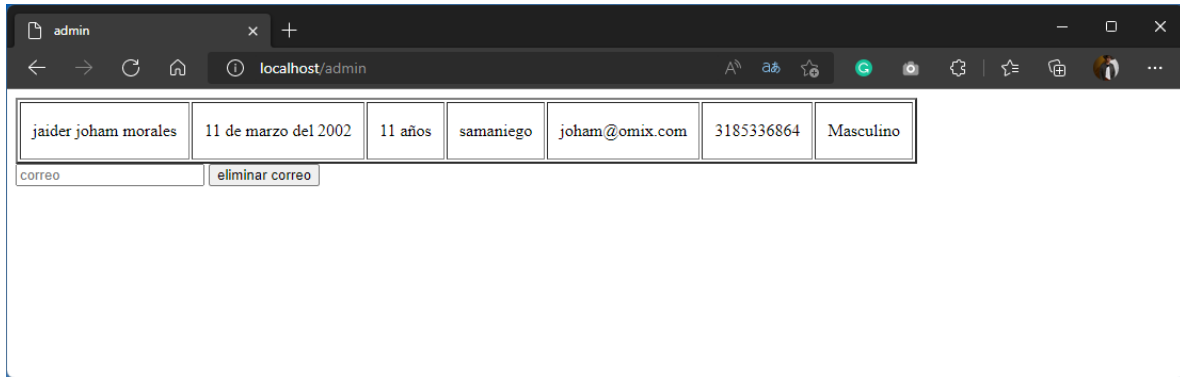 admin
localhost/admin
jaider joham morales 11 de marzo del 2002 11 años samaniego joham@omix.com 3185336864 Masculino
correo eliminar correo